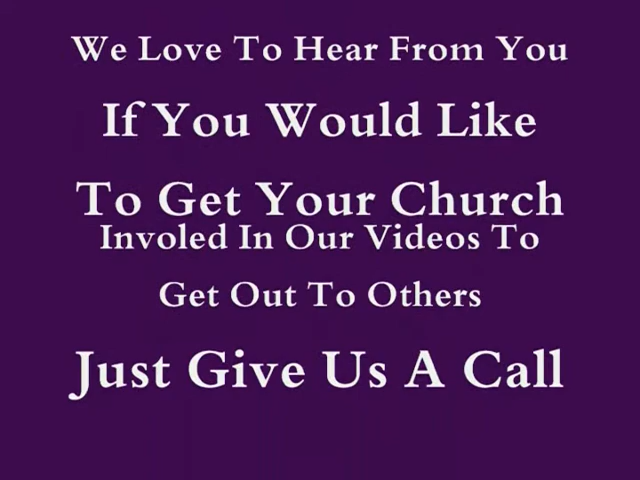 We Love To Hear From You
If You Would Like
To Get Your Church
Involed In Our Videos To
Get Out To Others
Just Give Us A Call